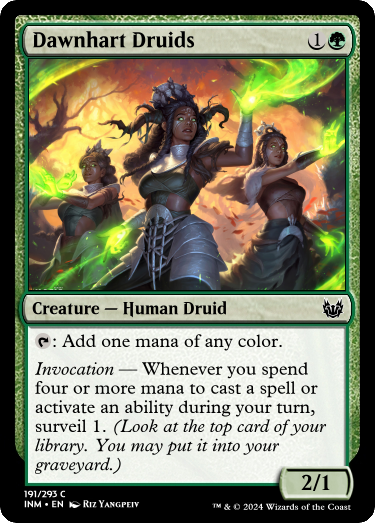 Dawnhart Druids 1
Creature — Human Druid
: Add one mana of any color.
Invocation — Whenever you spend
four or more mana to cast a spell or
activate an ability during your turn,
surveil 1. (Look at the top card of your
library. You may put it into your
graveyard.)
2/1
191/293 C
INM • EN Riz Yangpeiv
™ & © 2024 Wizards of the Coast